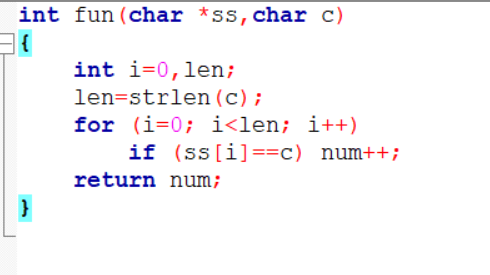 int fun(char *ss,char c)
{
int i=0,len;
len=strlen(c);
for (i=0; i<len; i++)
if (ss[i]==c) num++;
return num;
}